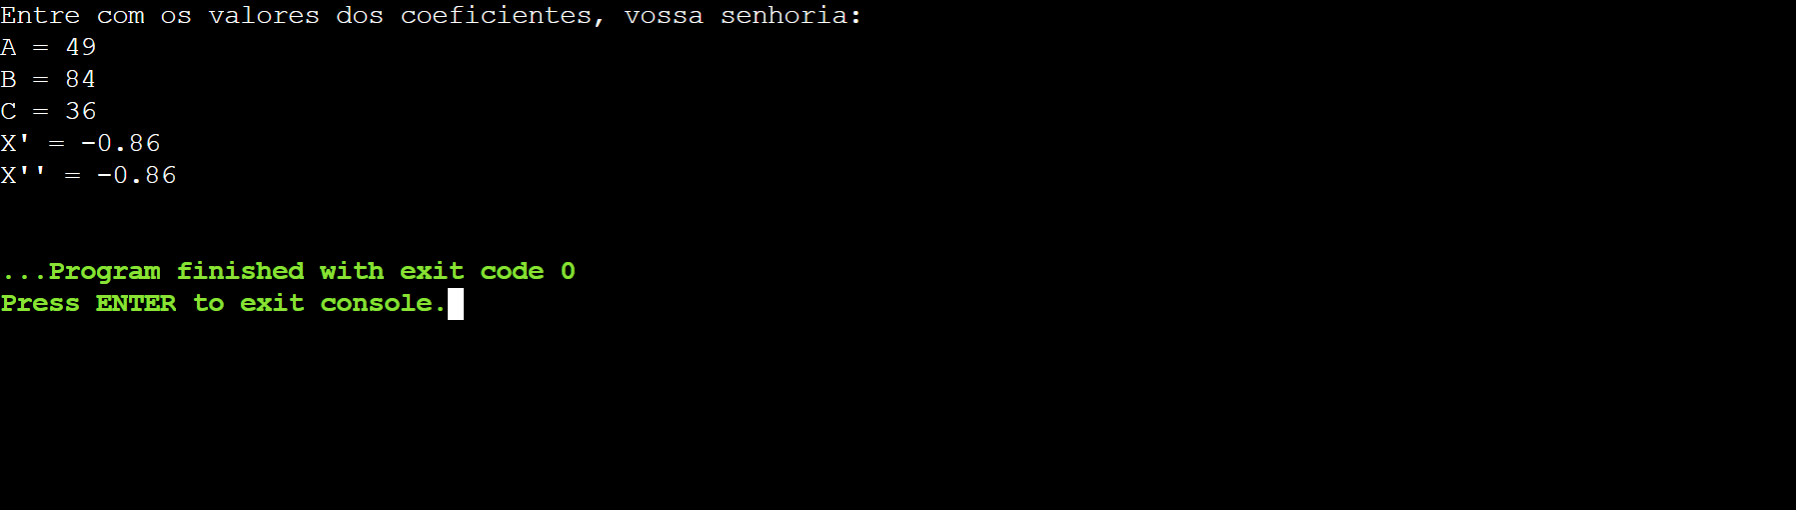 Entre com os valores dos coeficientes, vossa senhoria:
A = 49
B = 84
C = 36
X' = -0.86
X'' = -0.86
...Program finished with exit code 0
Press ENTER to exit console.